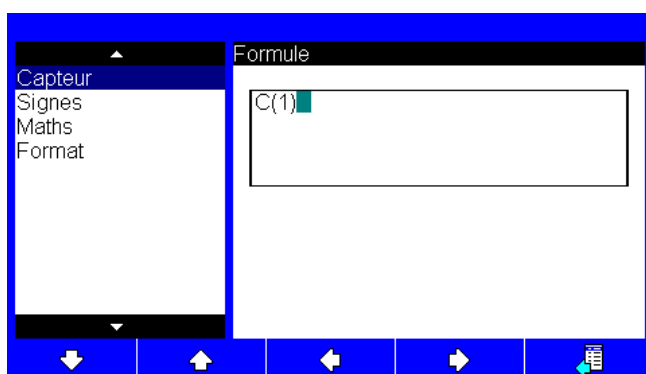 Formule
Capteur
Signes
Maths
Format
C(1)